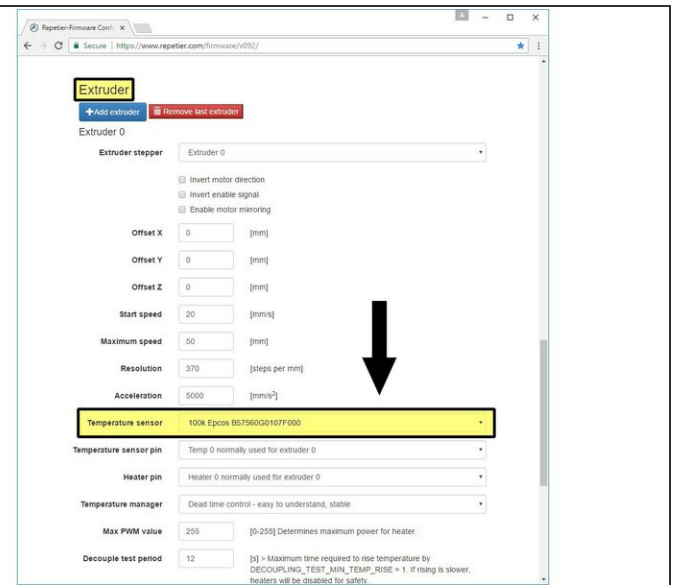 Repetier-Firmware Confi
Secure | https://www.repetier.com/firmware/v092/
Extruder
+Add extruder Remove last extruder
Extruder 0
Extruder stepper Extruder 0
Invert motor direction
Invert enable signal
Enable motor mirroring
Offset X 0 [mm]
Offset Y 0 [mm]
Offset Z 0 [mm]
Start speed 20 [mm/s]
Maximum speed 50 [mm]
Resolution 370 [steps per mm]
Acceleration 5000 [mm/s²]
Temperature sensor 100k Epcos B57560G0107F000
Temperature sensor pin Temp 0 normally used for extruder 0
Heater pin Heater 0 normally used for extruder 0
Temperature manager Dead time control - easy to understand, stable
Max PWM value 255 [0-255] Determines maximum power for heater.
Decouple test period 12 [s] > Maximum time required to rise temperature by
DECOUPLING_TEST_MIN_TEMP_RISE = 1. If rising is slower,
heaters will be disabled for safety.